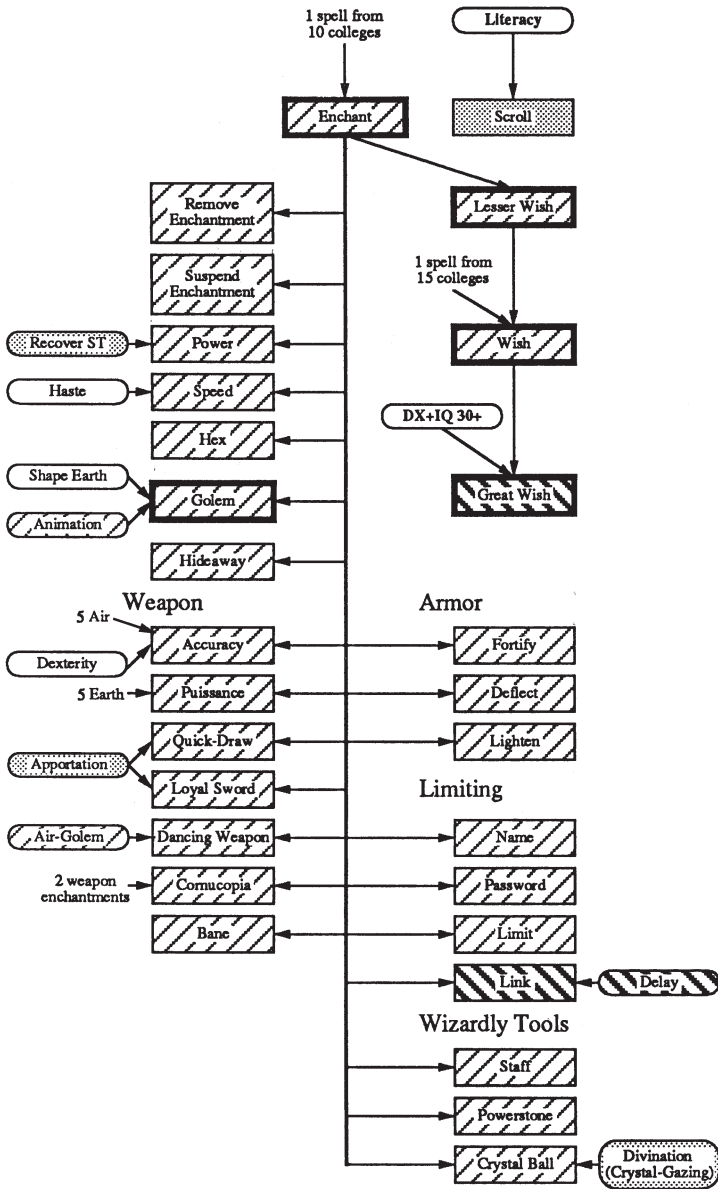 1 spell from
10 colleges
Literacy
Enchant
Scroll
Remove
Enchantment
Lesser Wish
Suspend
Enchantment
1 spell from
15 colleges
Recover ST
Power
Wish
Haste
Speed
DX+IQ 30+
Hex
Shape Earth
Golem
Great Wish
Animation
Hideaway
Weapon
Armor
5 Air
Accuracy
Fortify
Dexterity
5 Earth
Puissance
Deflect
Quick-Draw
Lighten
Apportation
Loyal Sword
Limiting
Air-Golem
Dancing Weapon
Name
2 weapon
enchantments
Cornucopia
Password
Bane
Limit
Link
Delay
Wizardly Tools
Staff
Powerstone
Crystal Ball
Divination
(Crystal-Gazing)